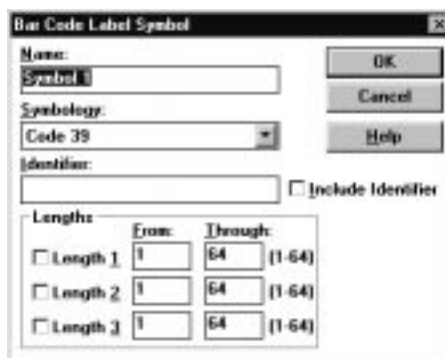 Bar Code Label Symbol
Name:
Symbol 1
OK
Cancel
Symbology:
Code 39
Help
Identifier:
Include Identifier
Lengths
From: Through:
Length 1 1 64 (1-64)
Length 2 1 64 (1-64)
Length 3 1 64 (1-64)